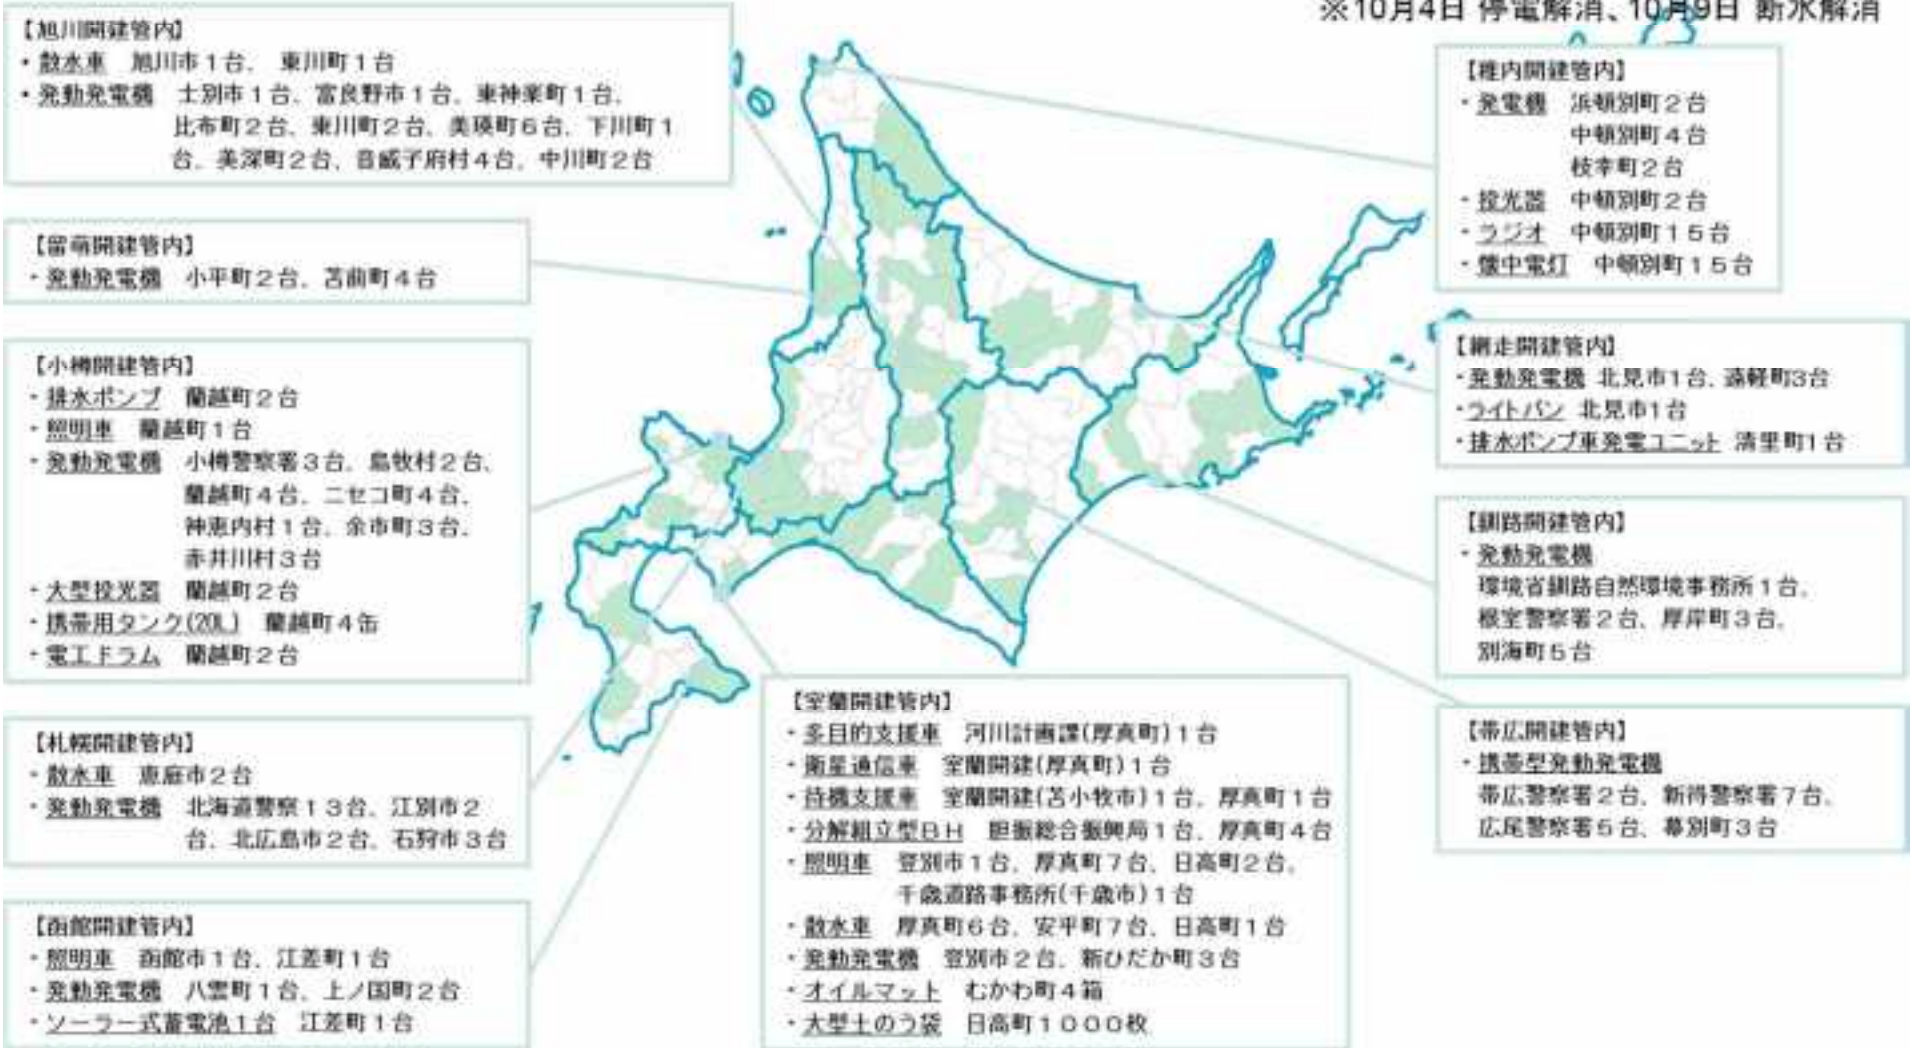 ※10月4日 停電解消、10月9日 断水解消
【旭川開建管内】
・散水車 旭川市1台、東川町1台
・発動発電機 士別市1台、富良野市1台、東神楽町1台、
比布町2台、東川町2台、美瑛町6台、下川町1
台、美深町2台、音威子府村4台、中川町2台
【留萌開建管内】
・発動発電機 小平町2台、苫前町4台
【小樽開建管内】
・排水ポンプ 蘭越町2台
・照明車 蘭越町1台
・発動発電機 小樽警察署3台、島牧村2台、
蘭越町4台、ニセコ町4台、
神恵内村1台、余市町3台、
赤井川村3台
・大型投光器 蘭越町2台
・携帯用タンク(20L) 蘭越町4缶
・電工ドラム 蘭越町2台
【札幌開建管内】
・散水車 恵庭市2台
・発動発電機 北海道警察13台、江別市2
台、北広島市2台、石狩市3台
【函館開建管内】
・照明車 函館市1台、江差町1台
・発動発電機 八雲町1台、上ノ国町2台
・ソーラー式蓄電池1台 江差町1台
【室蘭開建管内】
・多目的支援車 河川計画課(厚真町)1台
・衛星通信車 室蘭開建(厚真町)1台
・待機支援車 室蘭開建(苫小牧市)1台、厚真町1台
・分解組立型BH 胆振総合振興局1台、厚真町4台
・照明車 登別市1台、厚真町7台、日高町2台、
千歳道路事務所(千歳市)1台
・散水車 厚真町6台、安平町7台、日高町1台
・発動発電機 登別市2台、新ひだか町3台
・オイルマット むかわ町4箱
・大型土のう袋 日高町1000枚
【稚内開建管内】
・発電機 浜頓別町2台
中頓別町4台
枝幸町2台
・投光器 中頓別町2台
・ラジオ 中頓別町15台
・懐中電灯 中頓別町15台
【網走開建管内】
・発動発電機 北見市1台、遠軽町3台
・ライトバン 北見市1台
・排水ポンプ車発電ユニット 清里町1台
【釧路開建管内】
・発動発電機
環境省釧路自然環境事務所1台、
根室警察署2台、厚岸町3台、
別海町5台
【帯広開建管内】
・携帯型発動発電機
帯広警察署2台、新得警察署7台、
広尾警察署5台、幕別町3台